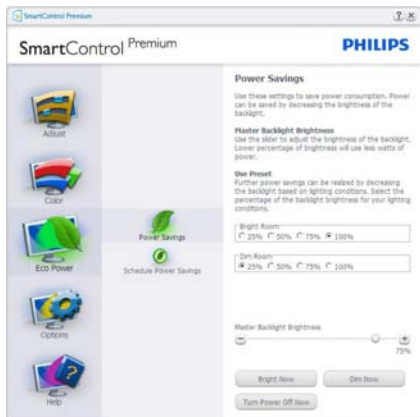 SmartControl Premium
SmartControl Premium
PHILIPS
Adjust
Color
Eco Power
Options
Help
Power Savings
Schedule Power Savings
Power Savings
Use these settings to save power consumption. Power
can be saved by decreasing the brightness of the
backlight.
Master Backlight Brightness
Use the slider to adjust the brightness of the backlight.
Lower percentage of brightness will use less watts of
power.
Use Preset
Further power savings can be realized by decreasing
the backlight based on lighting conditions. Select the
percentage of the backlight brightness for your lighting
conditions.
Bright Room
25% 50% 75% 100%
Dim Room
25% 50% 75% 100%
Master Backlight Brightness
75%
Bright Now
Dim Now
Turn Power Off Now